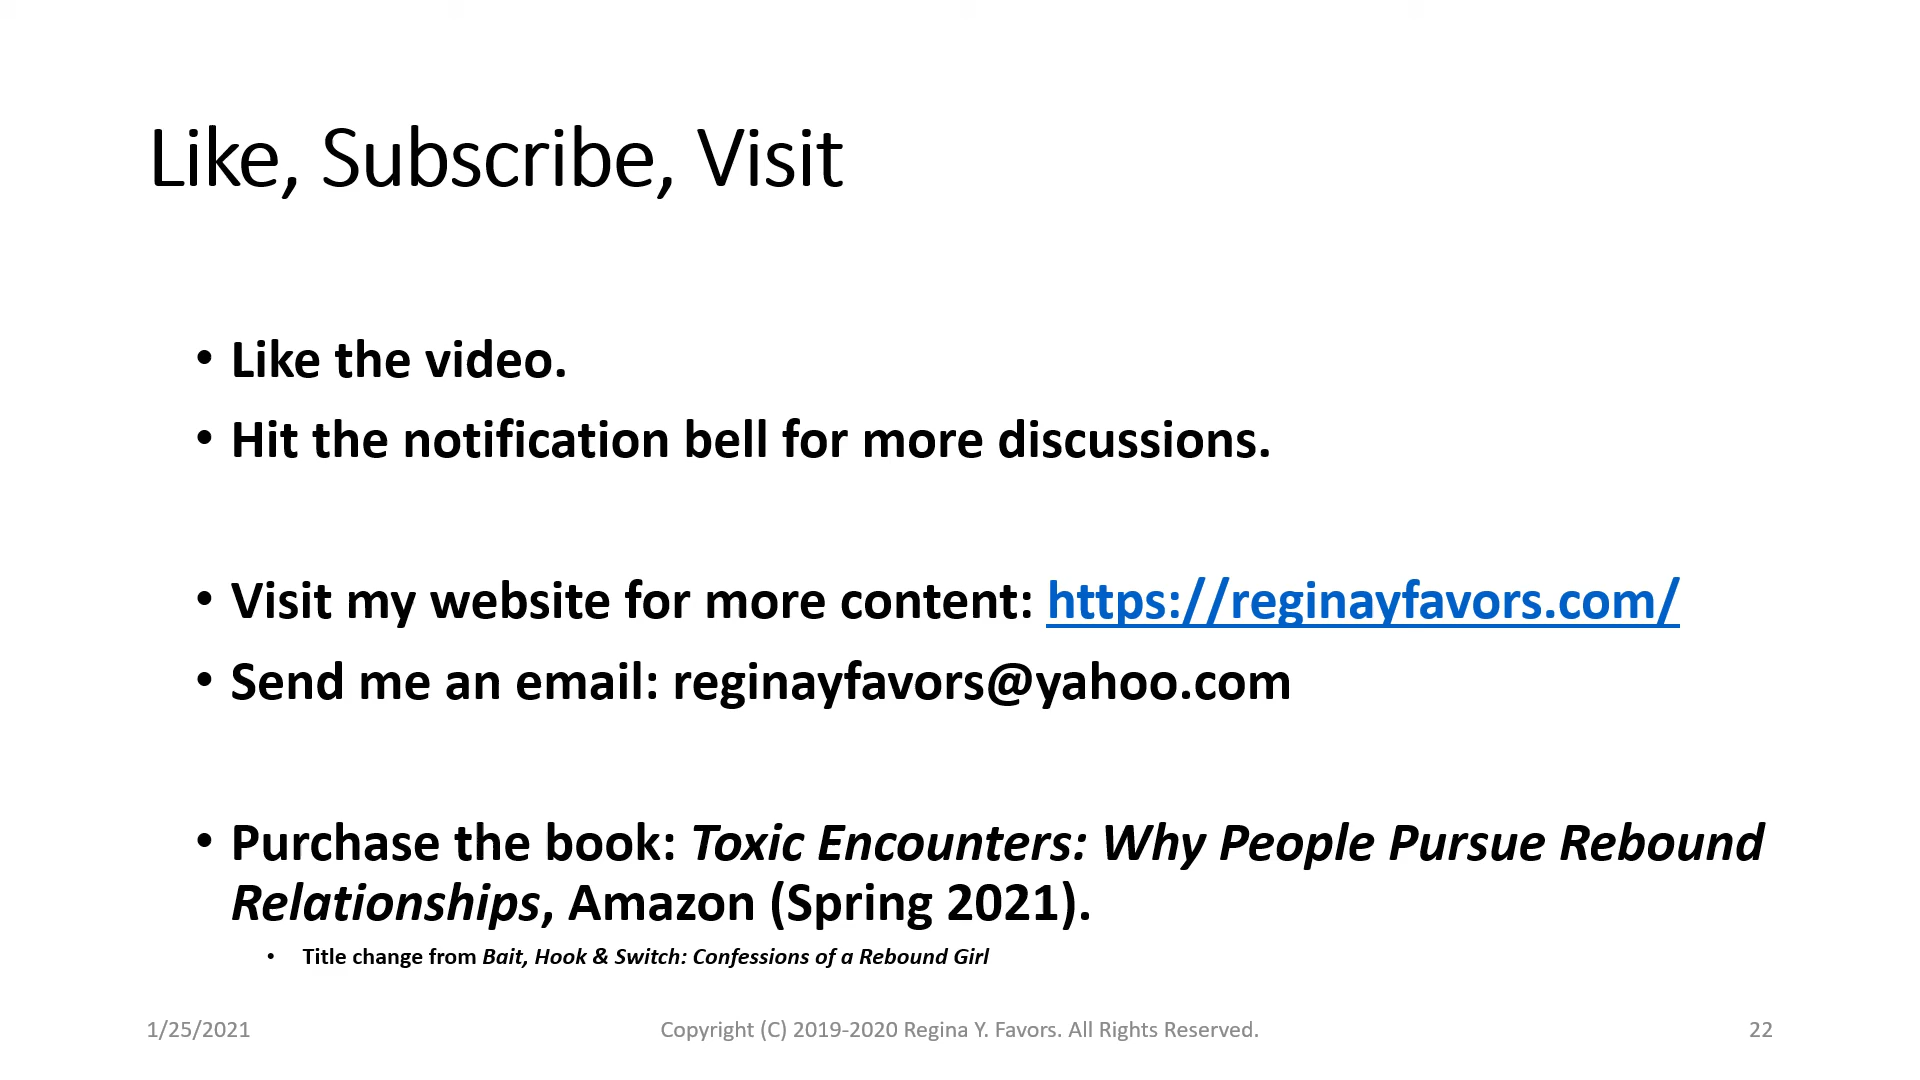 Like, Subscribe, Visit
• Like the video.
• Hit the notification bell for more discussions.
• Visit my website for more content: https://reginayfavors.com/
• Send me an email: reginayfavors@yahoo.com
• Purchase the book: Toxic Encounters: Why People Pursue Rebound
Relationships, Amazon (Spring 2021).
• Title change from Bait, Hook & Switch: Confessions of a Rebound Girl
1/25/2021
Copyright (C) 2019-2020 Regina Y. Favors. All Rights Reserved.
22